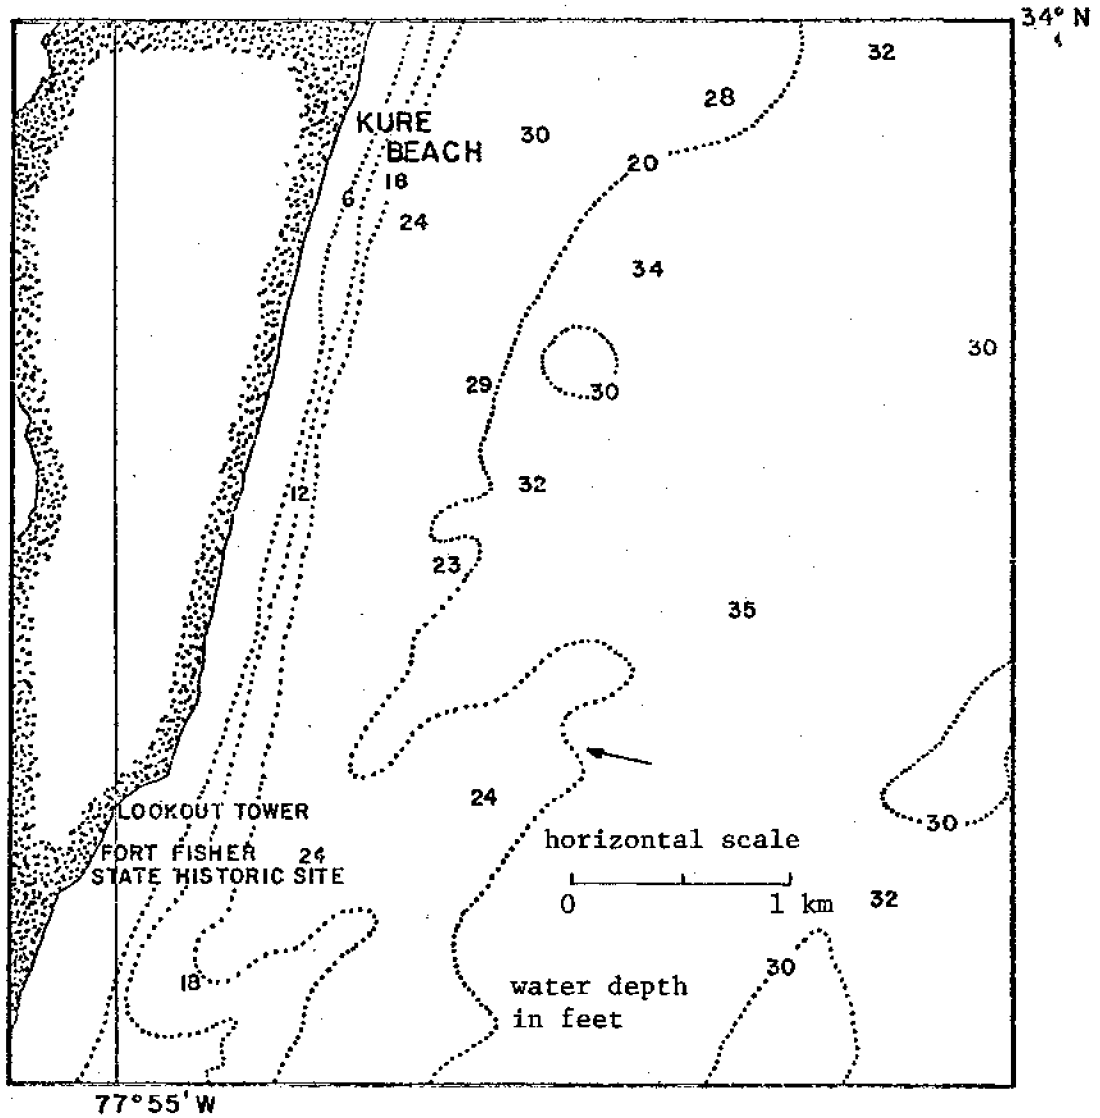 34° N
32
28
KURE
30
BEACH
20
18
6
24
34
30
29
30
32
12
23
35
24
LOOKOUT TOWER
30
horizontal scale
FORT FISHER 24
STATE HISTORIC SITE
0 1 km
32
30
18
water depth
in feet
77°55' W